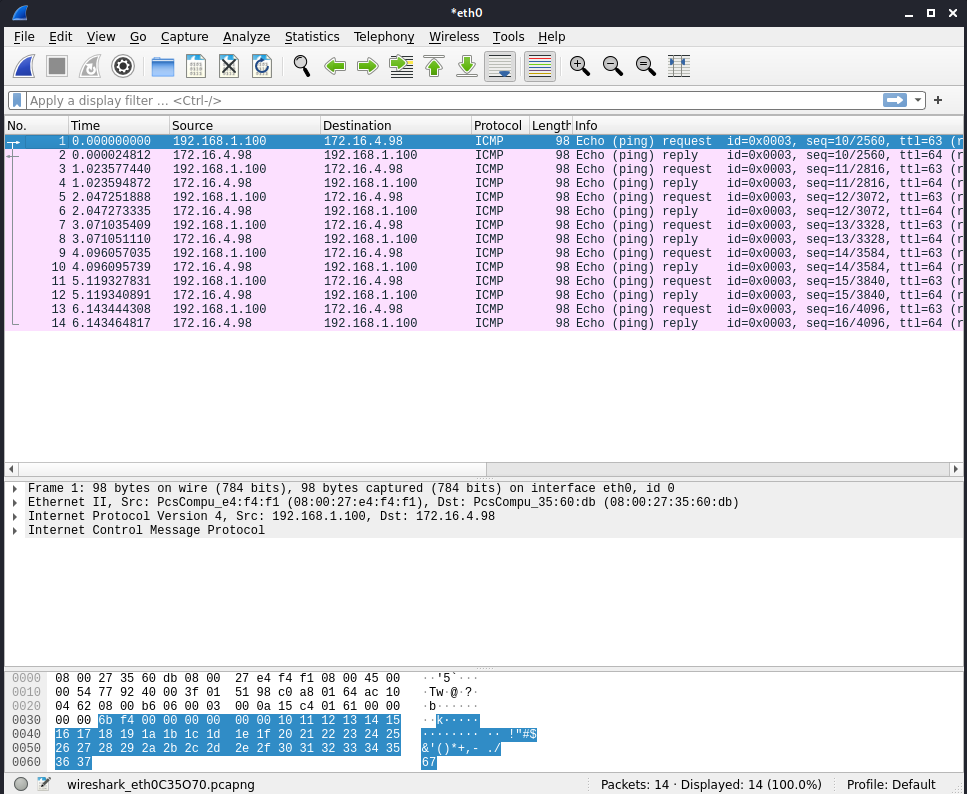 *eth0
File Edit View Go Capture Analyze Statistics Telephony Wireless Tools Help
Apply a display filter ... <Ctrl-/>
No. Time Source Destination Protocol Length Info
1 0.000000000 192.168.1.100 172.16.4.98 ICMP 98 Echo (ping) request id=0x0003, seq=10/2560, ttl=63 (r
2 0.000024812 172.16.4.98 192.168.1.100 ICMP 98 Echo (ping) reply id=0x0003, seq=10/2560, ttl=64 (r
3 1.023577440 192.168.1.100 172.16.4.98 ICMP 98 Echo (ping) request id=0x0003, seq=11/2816, ttl=63 (r
4 1.023594872 172.16.4.98 192.168.1.100 ICMP 98 Echo (ping) reply id=0x0003, seq=11/2816, ttl=64 (r
5 2.047251888 192.168.1.100 172.16.4.98 ICMP 98 Echo (ping) request id=0x0003, seq=12/3072, ttl=63 (r
6 2.047273335 172.16.4.98 192.168.1.100 ICMP 98 Echo (ping) reply id=0x0003, seq=12/3072, ttl=64 (r
7 3.071035409 192.168.1.100 172.16.4.98 ICMP 98 Echo (ping) request id=0x0003, seq=13/3328, ttl=63 (r
8 3.071051110 172.16.4.98 192.168.1.100 ICMP 98 Echo (ping) reply id=0x0003, seq=13/3328, ttl=64 (r
9 4.096057035 192.168.1.100 172.16.4.98 ICMP 98 Echo (ping) request id=0x0003, seq=14/3584, ttl=63 (r
10 4.096095739 172.16.4.98 192.168.1.100 ICMP 98 Echo (ping) reply id=0x0003, seq=14/3584, ttl=64 (r
11 5.119327831 192.168.1.100 172.16.4.98 ICMP 98 Echo (ping) request id=0x0003, seq=15/3840, ttl=63 (r
12 5.119340891 172.16.4.98 192.168.1.100 ICMP 98 Echo (ping) reply id=0x0003, seq=15/3840, ttl=64 (r
13 6.143444308 192.168.1.100 172.16.4.98 ICMP 98 Echo (ping) request id=0x0003, seq=16/4096, ttl=63 (r
14 6.143464817 172.16.4.98 192.168.1.100 ICMP 98 Echo (ping) reply id=0x0003, seq=16/4096, ttl=64 (r
Frame 1: 98 bytes on wire (784 bits), 98 bytes captured (784 bits) on interface eth0, id 0
Ethernet II, Src: PcsCompu_e4:f4:f1 (08:00:27:e4:f4:f1), Dst: PcsCompu_35:60:db (08:00:27:35:60:db)
Internet Protocol Version 4, Src: 192.168.1.100, Dst: 172.16.4.98
Internet Control Message Protocol
0000 08 00 27 35 60 db 08 00 27 e4 f4 f1 08 00 45 00 ··'5`···
0010 00 54 77 92 40 00 3f 01 51 98 c0 a8 01 64 ac 10 ·Tw·@·?·
0020 04 62 08 00 b6 06 00 03 00 0a 15 c4 01 61 00 00 ·b······
0030 00 00 6b f4 00 00 00 00 00 00 10 11 12 13 14 15 ··k·····
0040 16 17 18 19 1a 1b 1c 1d 1e 1f 20 21 22 23 24 25 ········ ·· !"#$
0050 26 27 28 29 2a 2b 2c 2d 2e 2f 30 31 32 33 34 35 &'()*+,- ./
0060 36 37 67
wireshark_eth0C35O70.pcapng Packets: 14 · Displayed: 14 (100.0%) Profile: Default